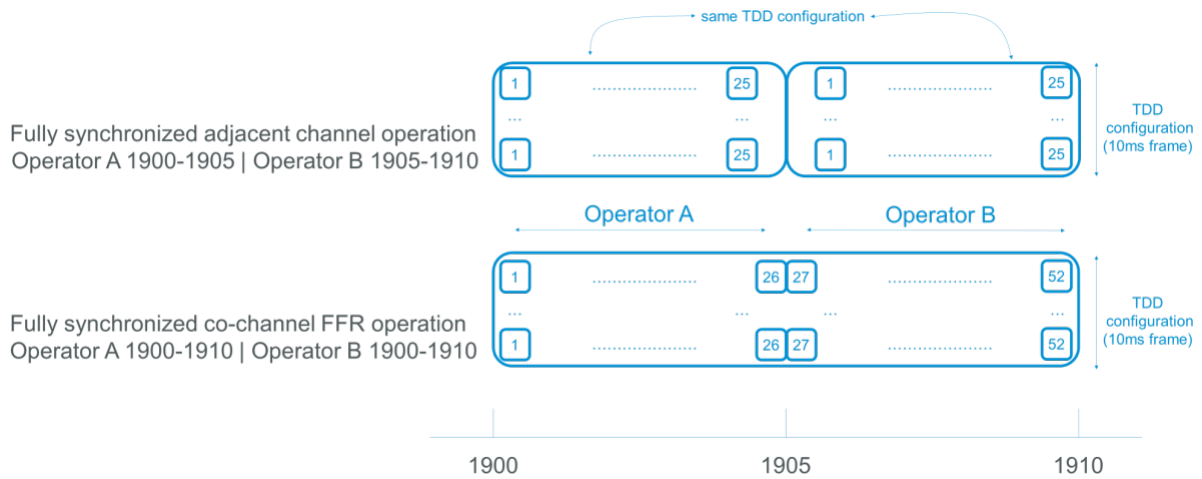 same TDD configuration
1 ........................ 25 1 ........................ 25
... ... ... ...
1 ........................ 25 1 ........................ 25
Fully synchronized adjacent channel operation
Operator A 1900-1905 | Operator B 1905-1910
TDD
configuration
(10ms frame)
Operator A Operator B
1 ........................ 26 27 ........................ 52
... ... ... ...
1 ........................ 26 27 ........................ 52
Fully synchronized co-channel FFR operation
Operator A 1900-1910 | Operator B 1900-1910
TDD
configuration
(10ms frame)
1900 1905 1910